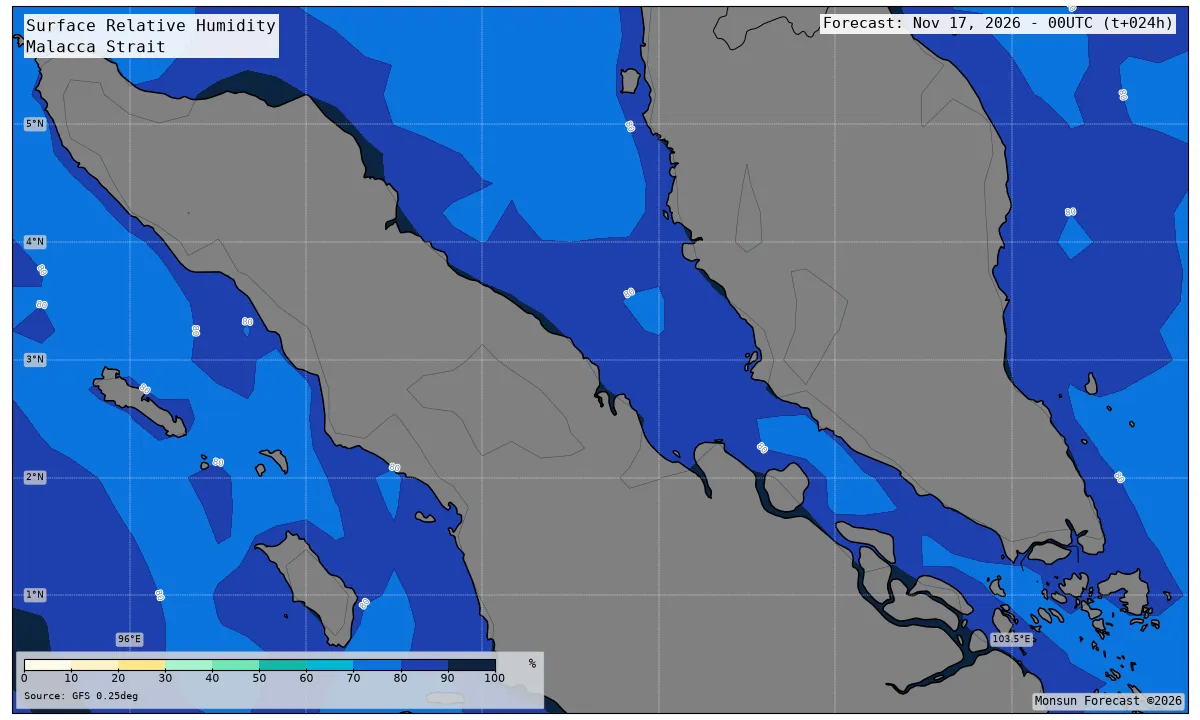 Surface Relative Humidity
Malacca Strait
Forecast: Nov 17, 2026 - 00UTC (t+024h)
80
80
80
5°N
80
4°N
80
80
80
80
80
3°N
80
80
80
80
2°N
80
80
1°N
80
96°E
103.5°E
%
0 10 20 30 40 50 60 70 80 90 100
Source: GFS 0.25deg
Monsun Forecast ©2026